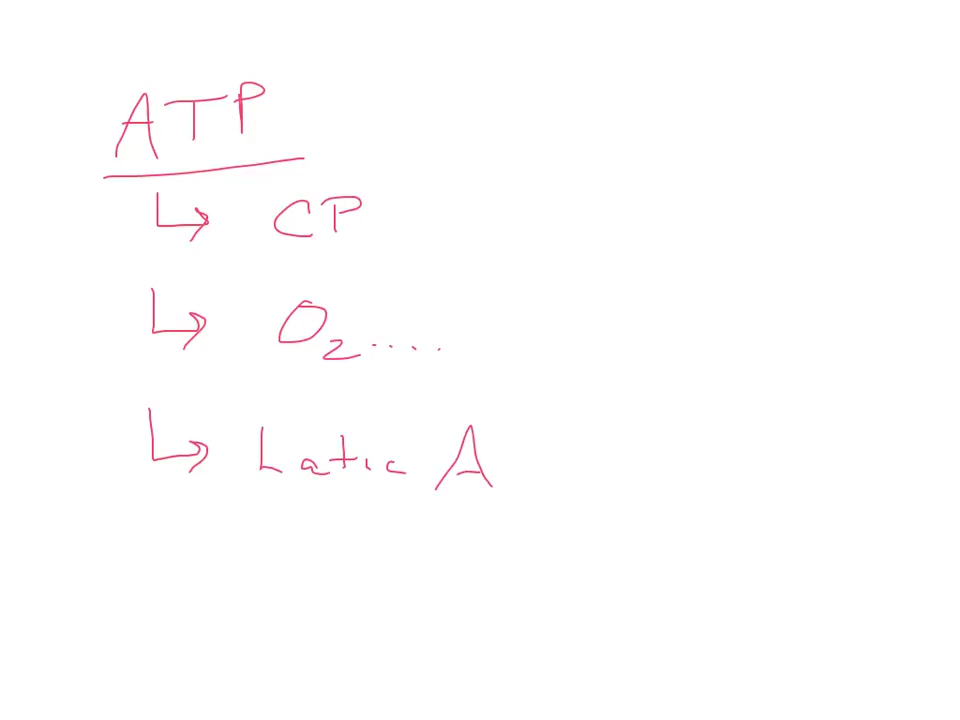 ATP
↳ CP
↳ O₂....
↳ Latic A